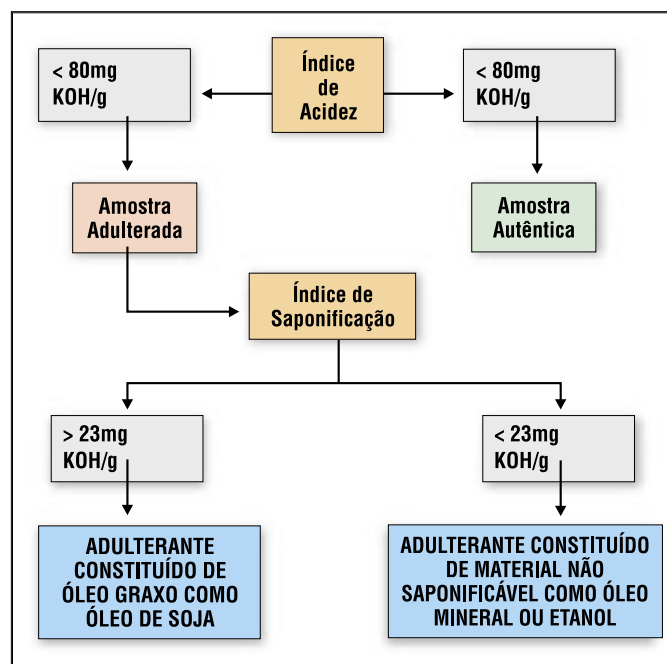 < 80mg
KOH/g
Índice
de
Acidez
< 80mg
KOH/g
Amostra
Adulterada
Amostra
Autêntica
Índice de
Saponificação
> 23mg
KOH/g
< 23mg
KOH/g
ADULTERANTE
CONSTITUÍDO DE
ÓLEO GRAXO COMO
ÓLEO DE SOJA
ADULTERANTE CONSTITUÍDO
DE MATERIAL NÃO
SAPONIFICÁVEL COMO ÓLEO
MINERAL OU ETANOL